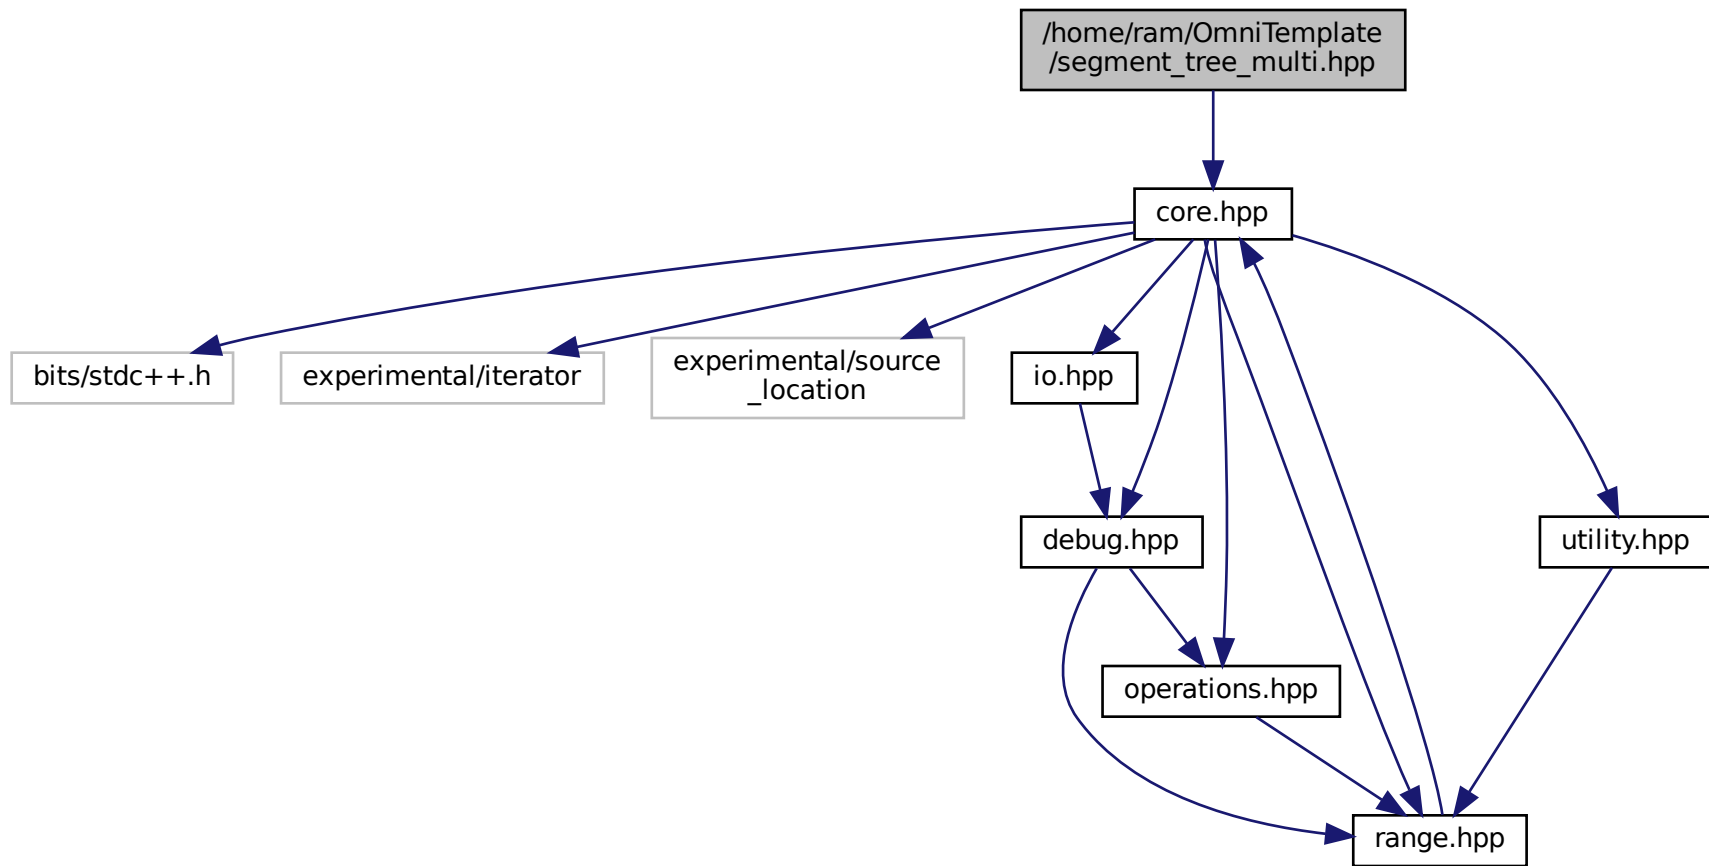 /home/ram/OmniTemplate
/segment_tree_multi.hpp
core.hpp
bits/stdc++.h
experimental/iterator
experimental/source
_location
io.hpp
debug.hpp
utility.hpp
operations.hpp
range.hpp